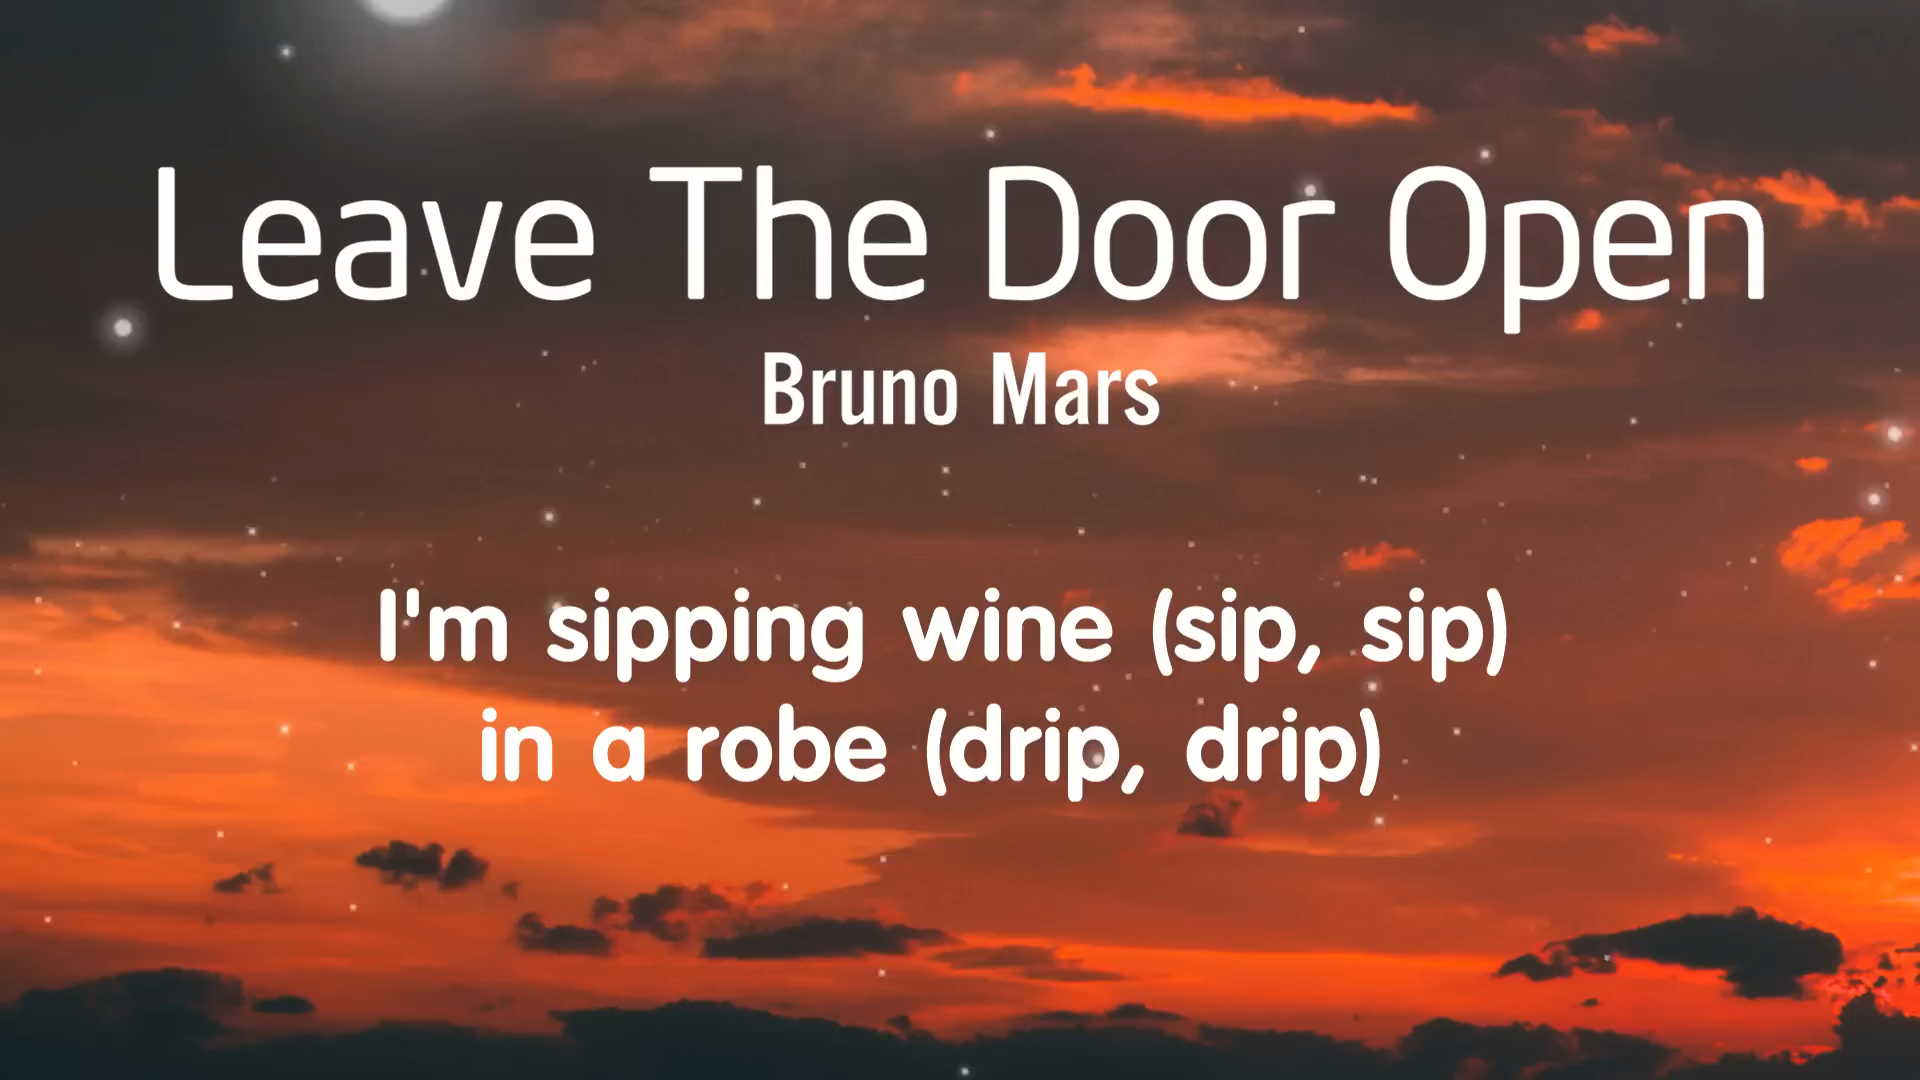 Leave The Door Open
Bruno Mars
I'm sipping wine (sip, sip)
in a robe (drip, drip)